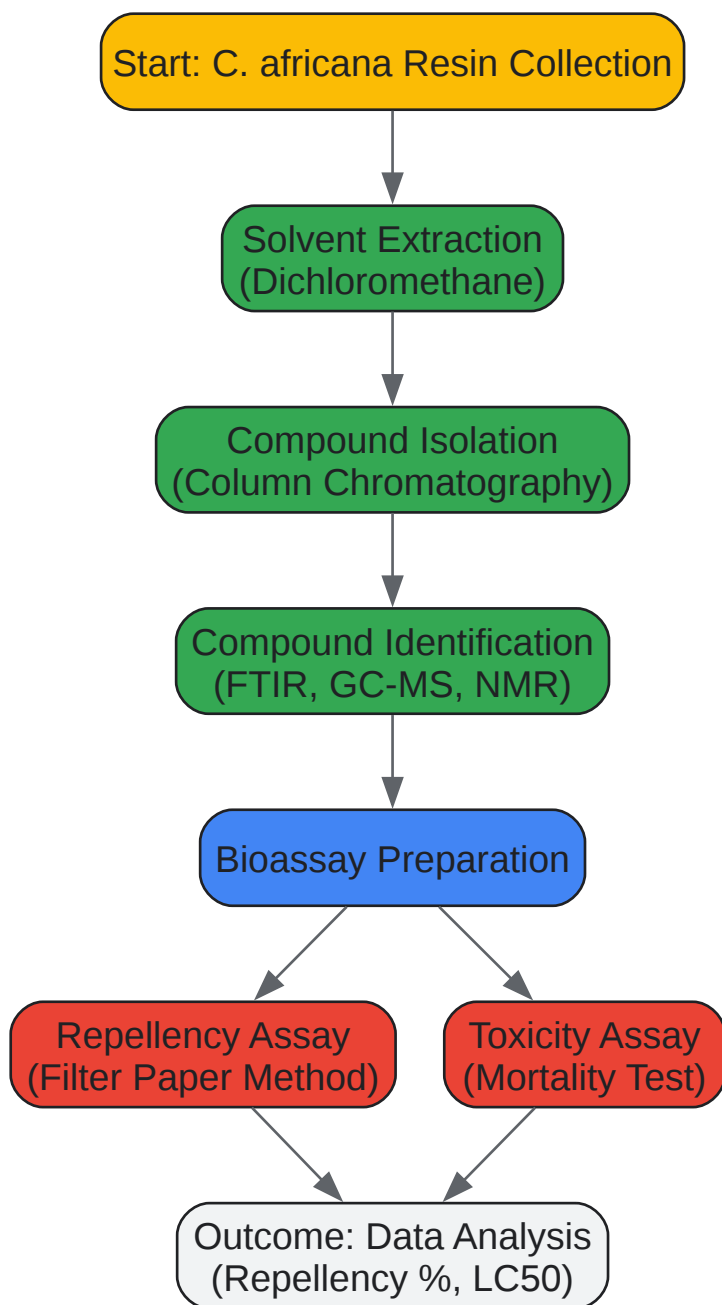 Start: C. africana Resin Collection
Solvent Extraction
(Dichloromethane)
Compound Isolation
(Column Chromatography)
Compound Identification
(FTIR, GC-MS, NMR)
Bioassay Preparation
Repellency Assay
(Filter Paper Method)
Toxicity Assay
(Mortality Test)
Outcome: Data Analysis
(Repellency %, LC50)